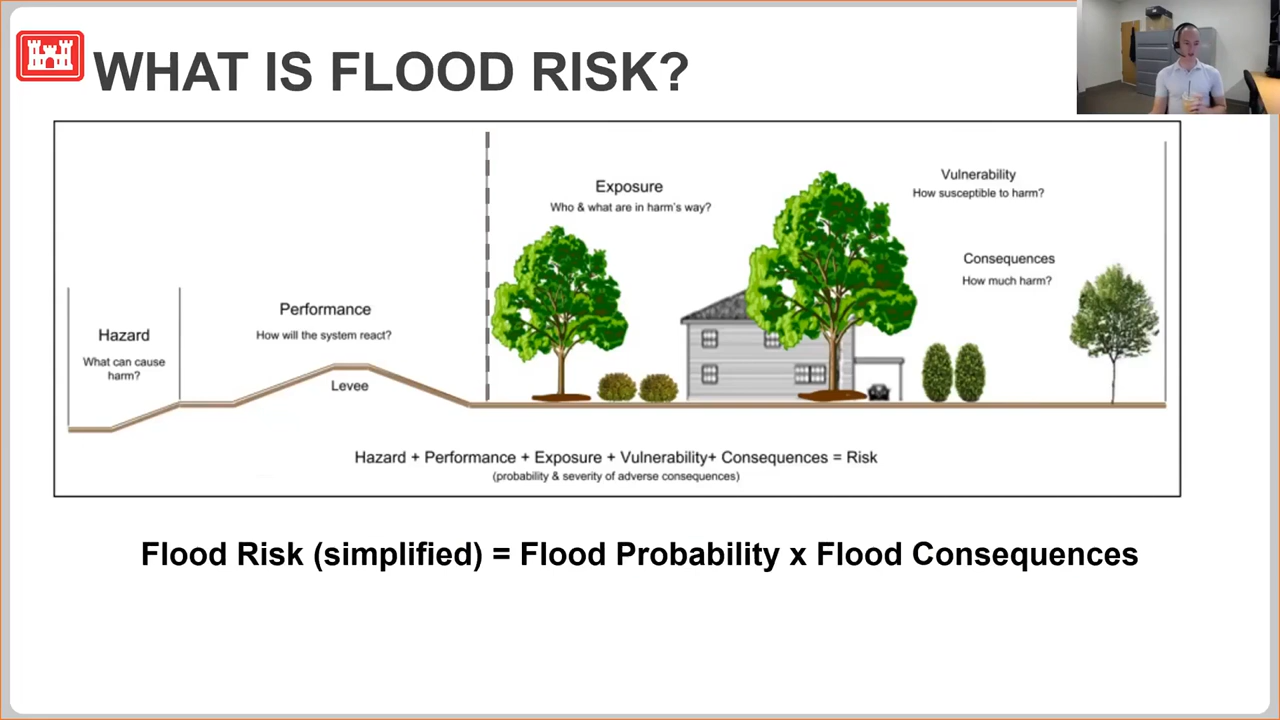 WHAT IS FLOOD RISK?
Hazard
What can cause
harm?
Performance
How will the system react?
Levee
Exposure
Who & what are in harm's way?
Vulnerability
How susceptible to harm?
Consequences
How much harm?
Hazard + Performance + Exposure + Vulnerability+ Consequences = Risk
(probability & severity of adverse consequences)
Flood Risk (simplified) = Flood Probability x Flood Consequences